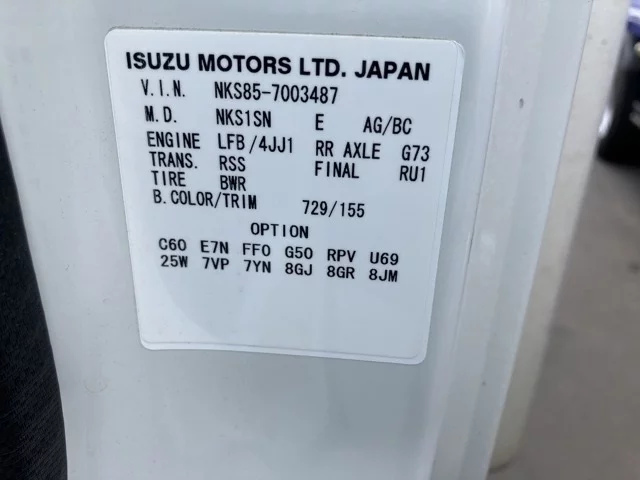 ISUZU MOTORS LTD. JAPAN
V.I.N. NKS85-7003487
M.D. NKS1SN E AG/BC
ENGINE LFB/4JJ1 RR AXLE G73
TRANS. RSS FINAL RU1
TIRE BWR
B.COLOR/TRIM 729/155
OPTION
C60 E7N FF0 G50 RPV U69
25W 7VP 7YN 8GJ 8GR 8JM